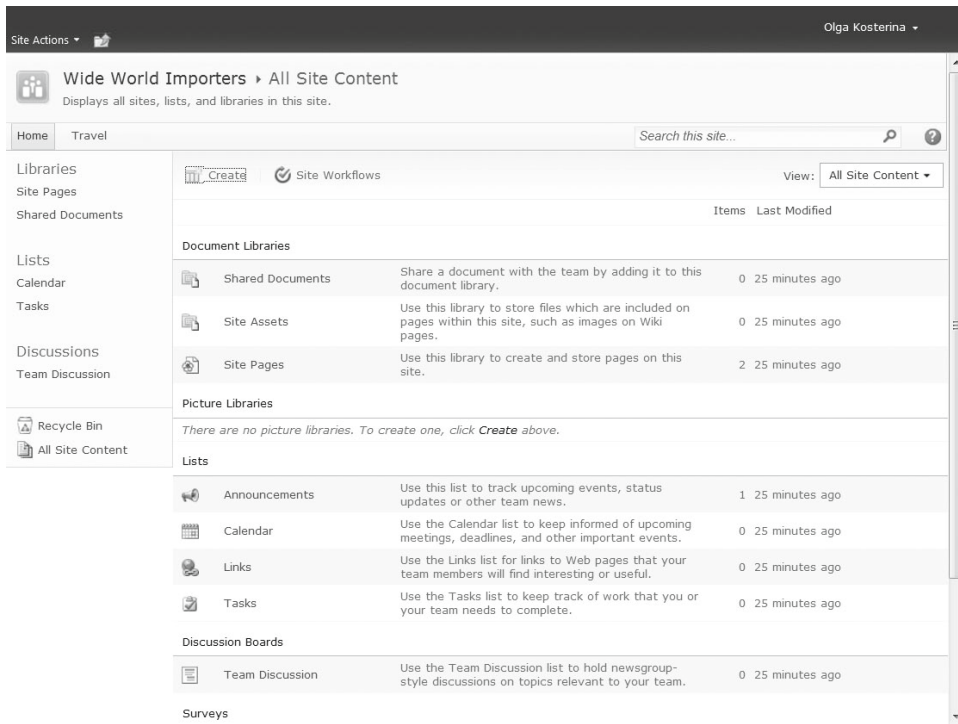 Olga Kosterina
Site Actions
Wide World Importers ▸ All Site Content
Displays all sites, lists, and libraries in this site.
Home Travel Search this site...
Libraries
Site Pages
Shared Documents
Lists
Calendar
Tasks
Discussions
Team Discussion
Recycle Bin
All Site Content
Create Site Workflows View: All Site Content
Items Last Modified
Document Libraries
Shared Documents Share a document with the team by adding it to this 0 25 minutes ago
document library.
Site Assets Use this library to store files which are included on
pages within this site, such as images on Wiki 0 25 minutes ago
pages.
Site Pages Use this library to create and store pages on this 2 25 minutes ago
site.
Picture Libraries
There are no picture libraries. To create one, click Create above.
Lists
Announcements Use this list to track upcoming events, status 1 25 minutes ago
updates or other team news.
Calendar Use the Calendar list to keep informed of upcoming 0 25 minutes ago
meetings, deadlines, and other important events.
Links Use the Links list for links to Web pages that your 0 25 minutes ago
team members will find interesting or useful.
Tasks Use the Tasks list to keep track of work that you or 0 25 minutes ago
your team needs to complete.
Discussion Boards
Team Discussion Use the Team Discussion list to hold newsgroup- 0 25 minutes ago
style discussions on topics relevant to your team.
Surveys